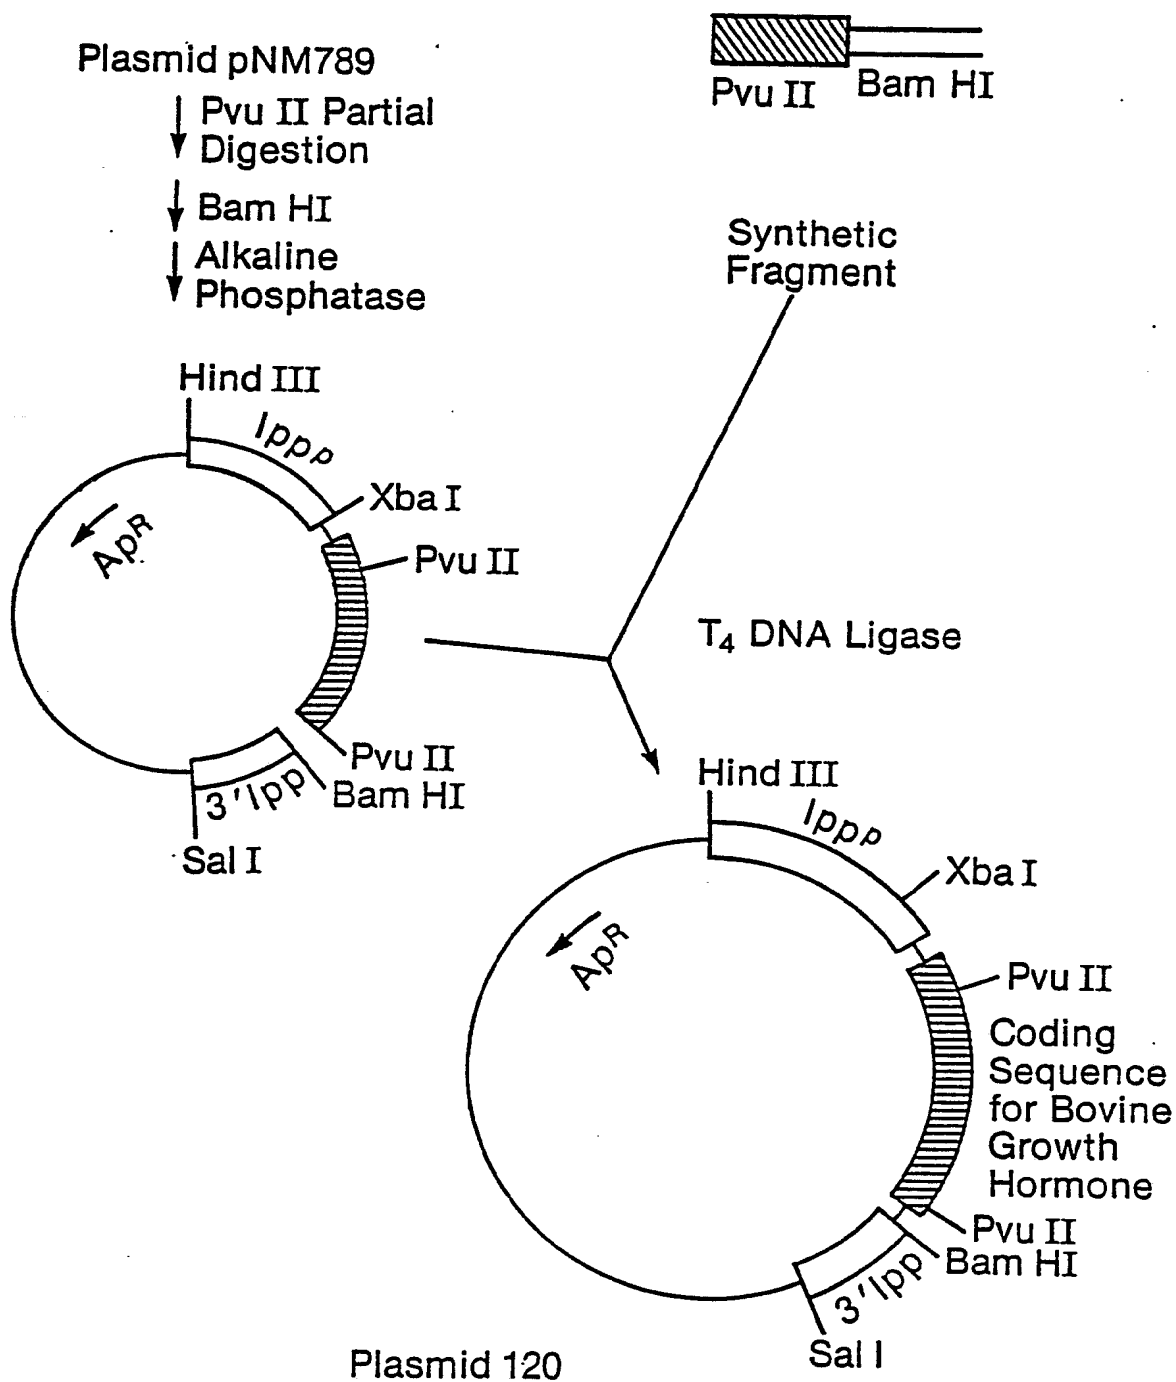 Plasmid pNM789
Pvu II Partial
Digestion
Bam HI
Alkaline
Phosphatase
Pvu II
Bam HI
Synthetic
Fragment
Hind III
lpp p
Xba I
ApR
Pvu II
Pvu II
Bam HI
3'lpp
Sal I
T4 DNA Ligase
Hind III
lpp p
Xba I
ApR
Pvu II
Coding
Sequence
for Bovine
Growth
Hormone
Pvu II
Bam HI
3'lpp
Sal I
Plasmid 120